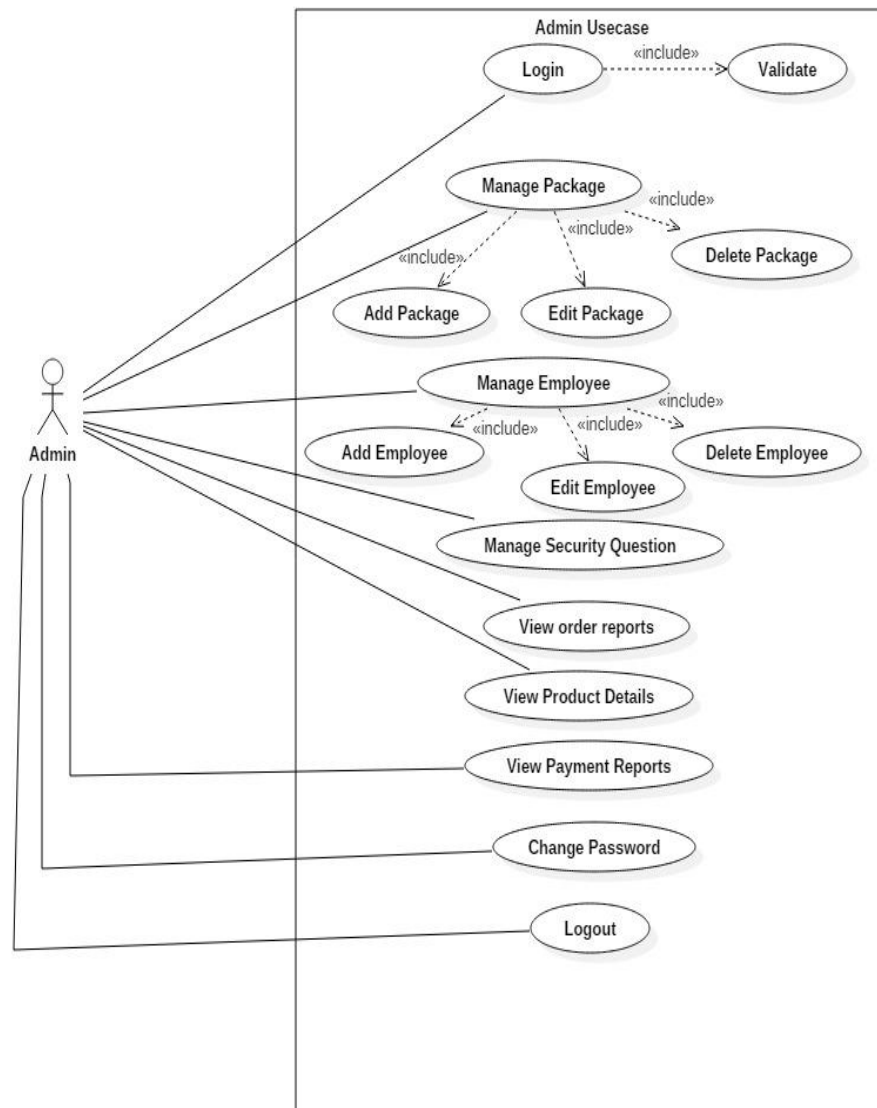 Admin Usecase
«include»
Login
Validate
Manage Package
«include»
«include»
«include»
Delete Package
Add Package
Edit Package
Manage Employee
«include»
«include»
«include»
Add Employee
Delete Employee
Admin
Edit Employee
Manage Security Question
View order reports
View Product Details
View Payment Reports
Change Password
Logout